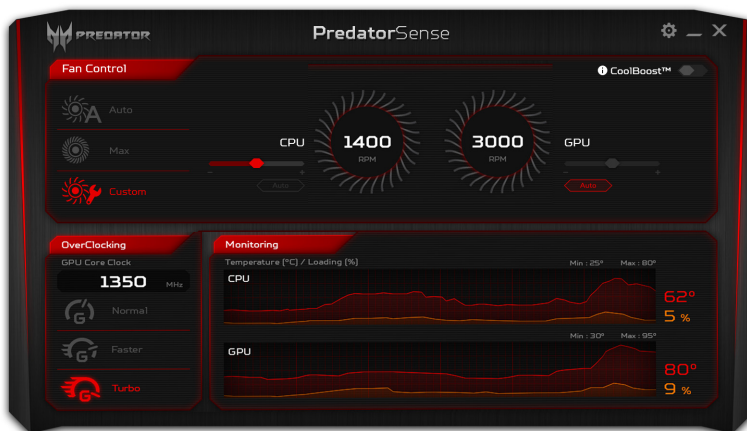 PREDATOR
PredatorSense
Fan Control
CoolBoost™
Auto
Max
Custom
CPU
1400
RPM
- +
Auto
3000
RPM
GPU
- +
Auto
OverClocking
GPU Core Clock
1350 MHz
Normal
Faster
Turbo
Monitoring
Temperature [°C] / Loading [%]
Min : 25° Max : 80°
CPU
62°
5 %
Min : 30° Max : 95°
GPU
80°
9 %